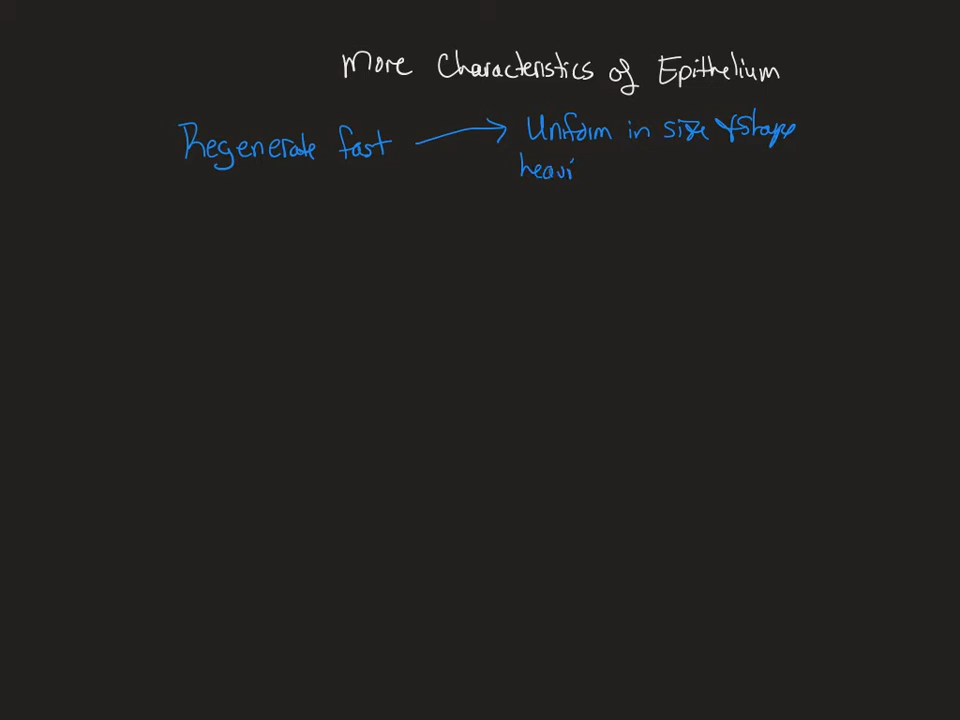 More Characteristics of Epithelium
Regenerate fast → Uniform in size & shape
heavi